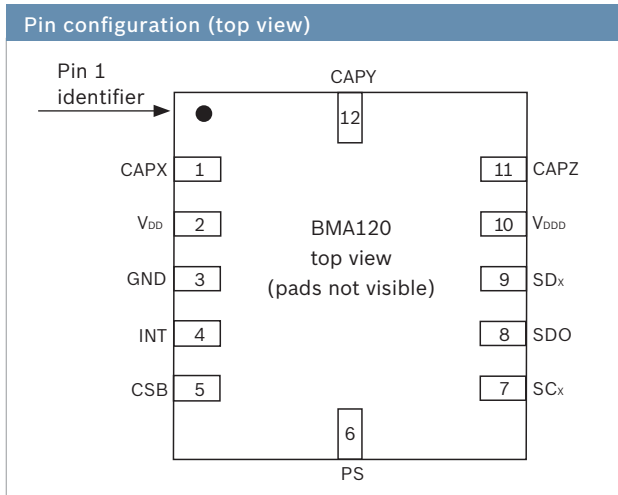 Pin configuration (top view)
Pin 1
identifier
CAPY
12
CAPX 1
11 CAPZ
VDD 2
10 VDDD
BMA120
top view
(pads not visible)
GND 3
9 SDx
INT 4
8 SDO
CSB 5
7 SCx
6
PS